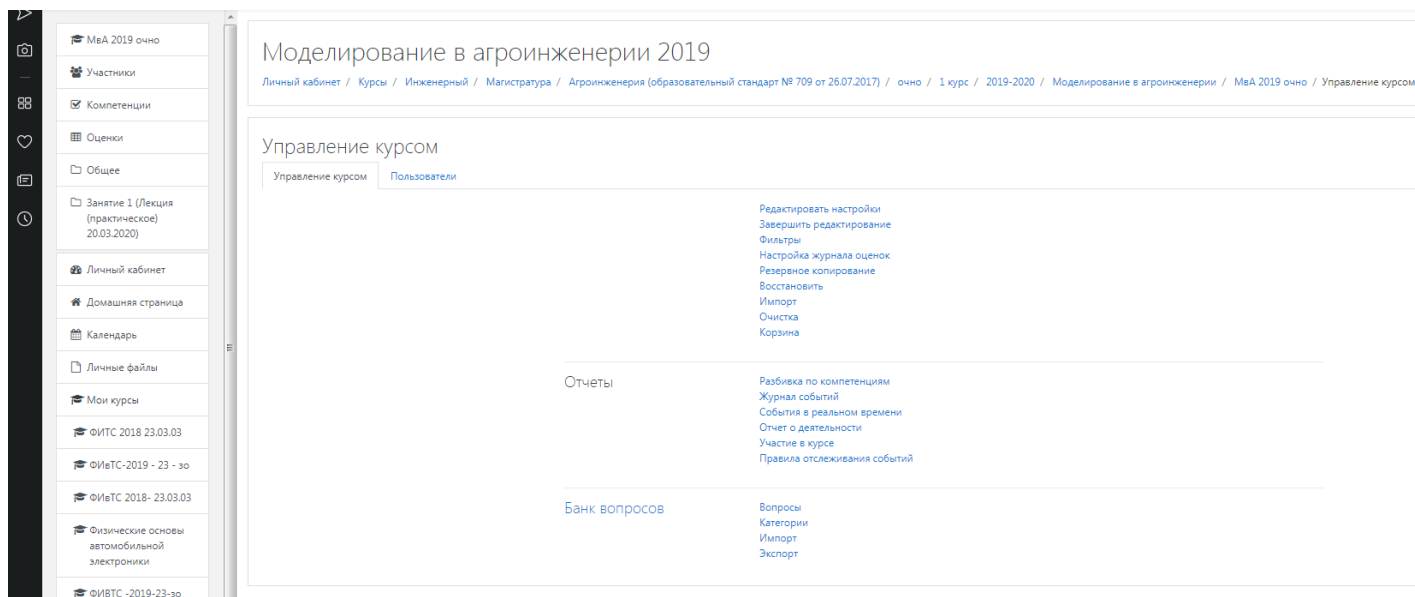 МвА 2019 очно
Участники
Компетенции
Оценки
Общее
Занятие 1 (Лекция
(практическое)
20.03.2020)
Личный кабинет
Домашняя страница
Календарь
Личные файлы
Мои курсы
ФИТС 2018 23.03.03
ФИвТС-2019 - 23 - зо
ФИвТС 2018- 23.03.03
Физические основы
автомобильной
электроники
ФИВТС -2019-23-зо
Моделирование в агроинженерии 2019
Личный кабинет / Курсы / Инженерный / Магистратура / Агроинженерия (образовательный стандарт № 709 от 26.07.2017) / очно / 1 курс / 2019-2020 / Моделирование в агроинженерии / МвА 2019 очно / Управление курсом
Управление курсом
Управление курсом Пользователи
Редактировать настройки
Завершить редактирование
Фильтры
Настройка журнала оценок
Резервное копирование
Восстановить
Импорт
Очистка
Корзина
Отчеты
Разбивка по компетенциям
Журнал событий
События в реальном времени
Отчет о деятельности
Участие в курсе
Правила отслеживания событий
Банк вопросов
Вопросы
Категории
Импорт
Экспорт